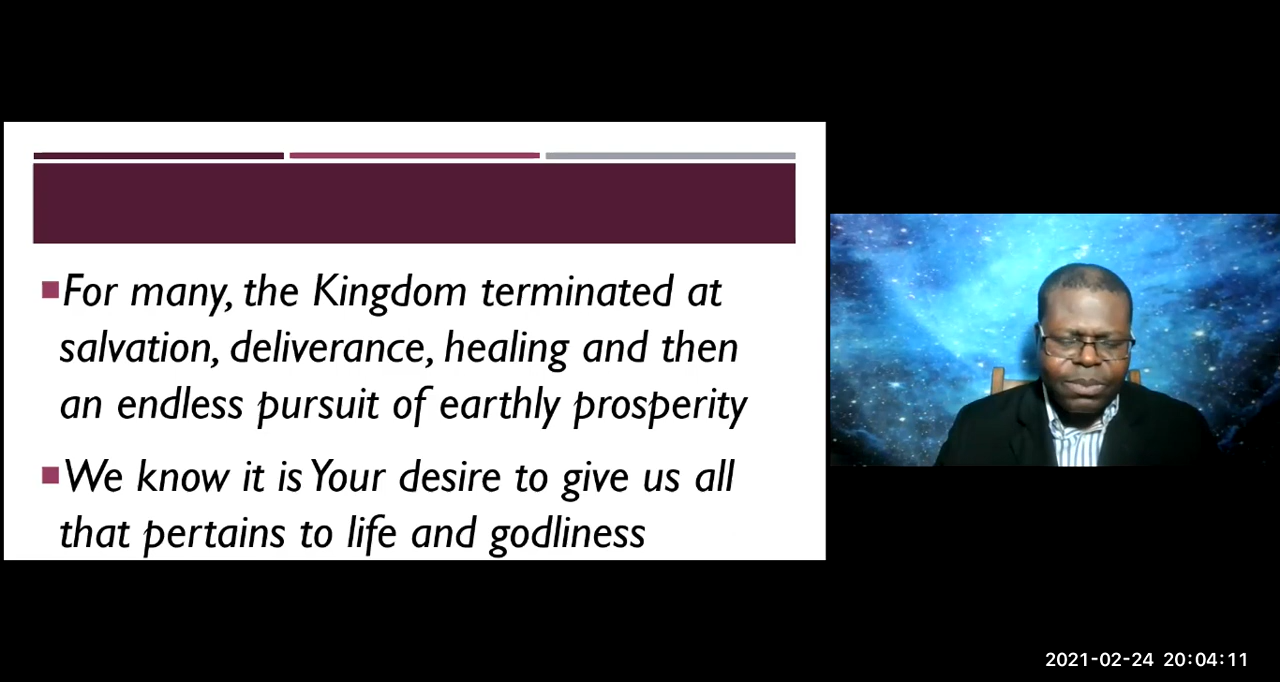 For many, the Kingdom terminated at
salvation, deliverance, healing and then
an endless pursuit of earthly prosperity
We know it is Your desire to give us all
that pertains to life and godliness
2021-02-24 20:04:11